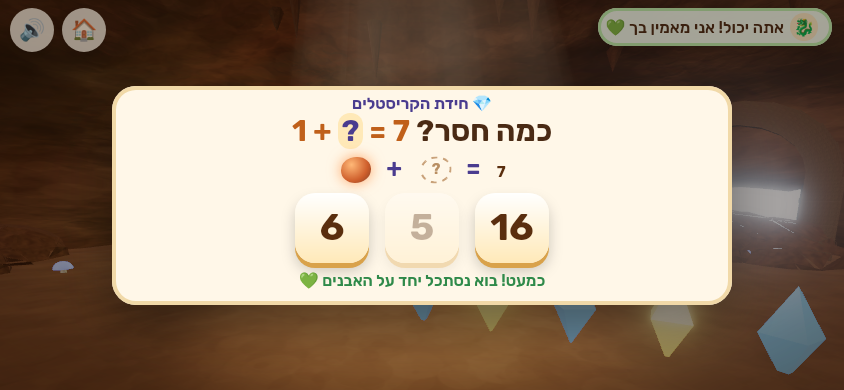 אתה יכול! אני מאמין בך 💚
💎 חידת הקריסטלים
כמה חסר? 1 + ? = 7
+ ? = 7
6 5 16
כמעט! בוא נסתכל יחד על האבנים 💚